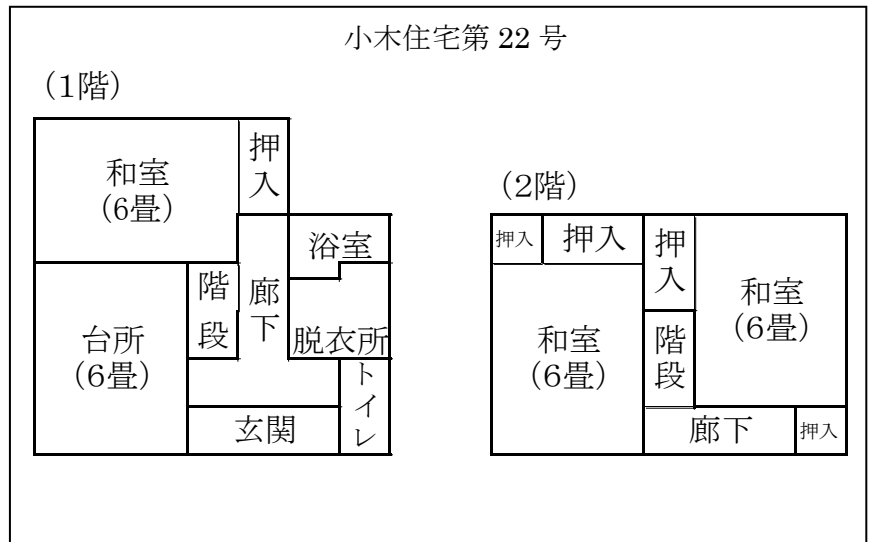 小木住宅第 22 号
(1階)
和室
(6畳)
押入
浴室
階段
廊下
脱衣所
台所
(6畳)
トイレ
玄関
(2階)
押入
押入
押入
和室
(6畳)
和室
(6畳)
階段
廊下
押入